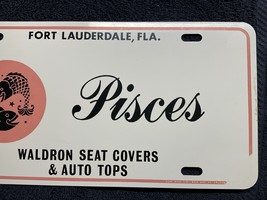 FORT LAUDERDALE, FLA.
Pisces
WALDRON SEAT COVERS
& AUTO TOPS